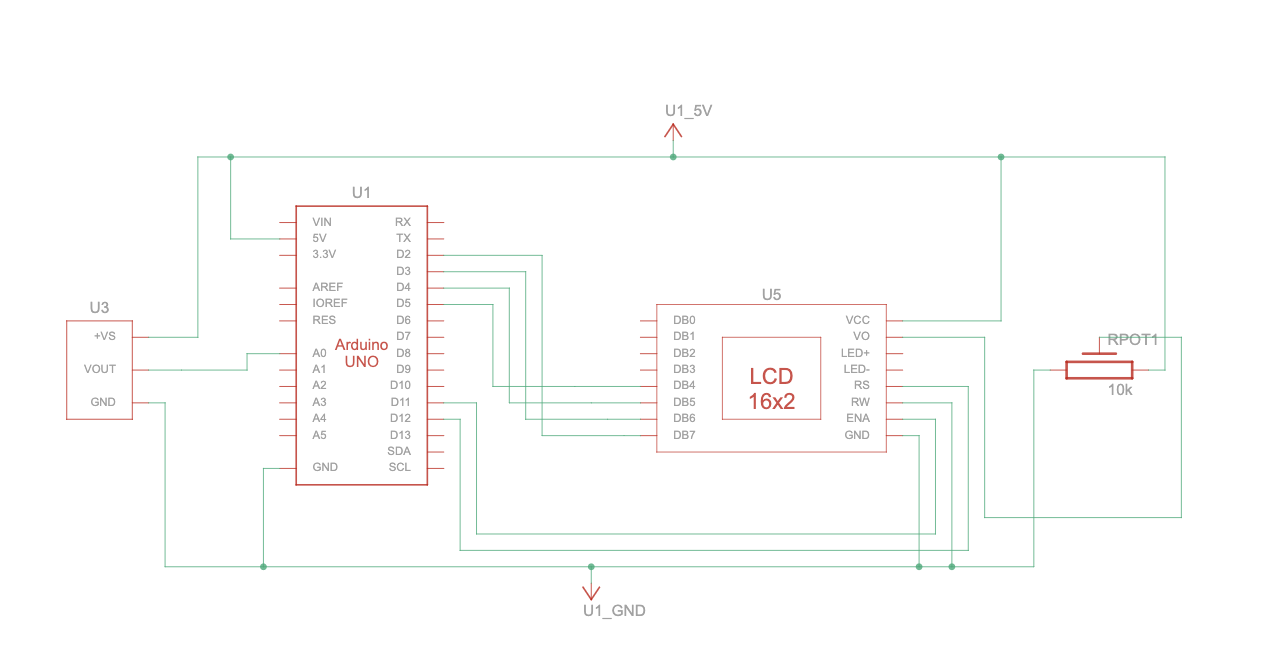 U1_5V
U1
VIN RX
5V TX
3.3V D2
D3
AREF D4
IOREF D5
RES D6
D7
Arduino
UNO
A0 D8
A1 D9
A2 D10
A3 D11
A4 D12
A5 D13
SDA
GND SCL
U3
+VS
VOUT
GND
U5
DB0 VCC
DB1 VO
DB2 LED+
DB3 LED-
DB4 RS
DB5 RW
DB6 ENA
DB7 GND
LCD
16x2
RPOT1
10k
U1_GND